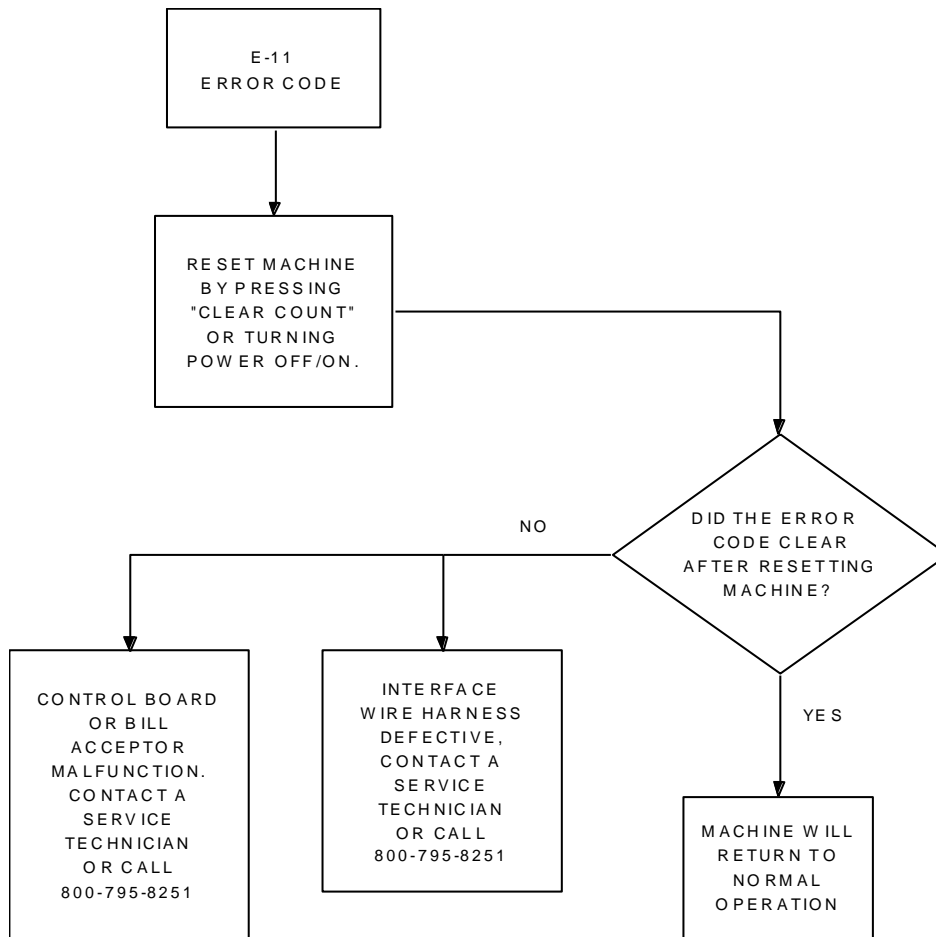 E-11
ERROR CODE
RESET MACHINE
BY PRESSING
"CLEAR COUNT"
OR TURNING
POWER OFF/ON.
DID THE ERROR
CODE CLEAR
AFTER RESETTING
MACHINE?
NO
YES
CONTROL BOARD
OR BILL
ACCEPTOR
MALFUNCTION.
CONTACT A
SERVICE
TECHNICIAN
OR CALL
800-795-8251
INTERFACE
WIRE HARNESS
DEFECTIVE,
CONTACT A
SERVICE
TECHNICIAN
OR CALL
800-795-8251
MACHINE WILL
RETURN TO
NORMAL
OPERATION